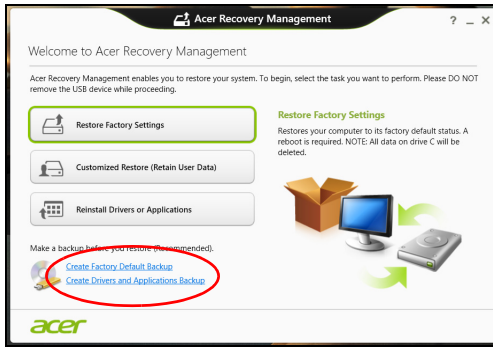 Acer Recovery Management
? _ X
Welcome to Acer Recovery Management
Acer Recovery Management enables you to restore your system. To begin, select the task you want to perform. Please DO NOT
remove the USB device while proceeding.
Restore Factory Settings
Customized Restore (Retain User Data)
Reinstall Drivers or Applications
Restore Factory Settings
Restores your computer to its factory default status. A
reboot is required. NOTE: All data on drive C will be
deleted.
Make a backup before you restore (Recommended).
Create Factory Default Backup
Create Drivers and Applications Backup
acer